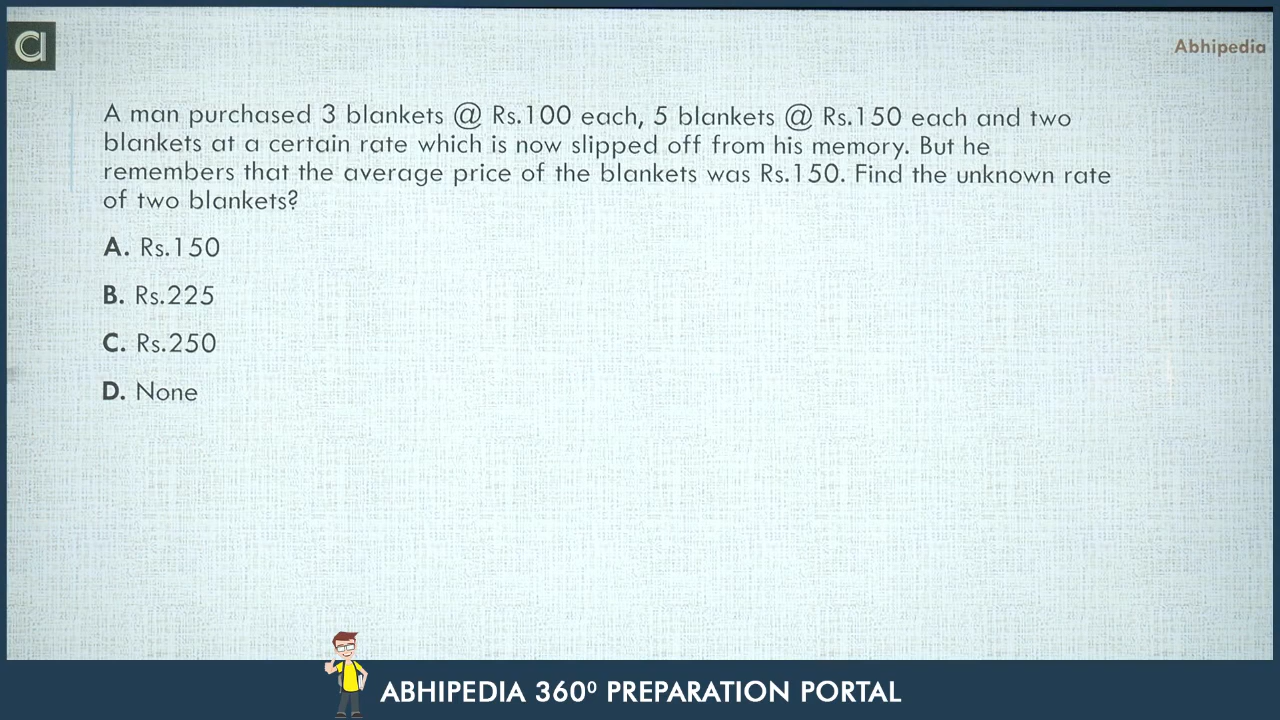 Abhipedia
A man purchased 3 blankets @ Rs.100 each, 5 blankets @ Rs.150 each and two
blankets at a certain rate which is now slipped off from his memory. But he
remembers that the average price of the blankets was Rs.150. Find the unknown rate
of two blankets?
A. Rs.150
B. Rs.225
C. Rs.250
D. None
ABHIPEDIA 360⁰ PREPARATION PORTAL